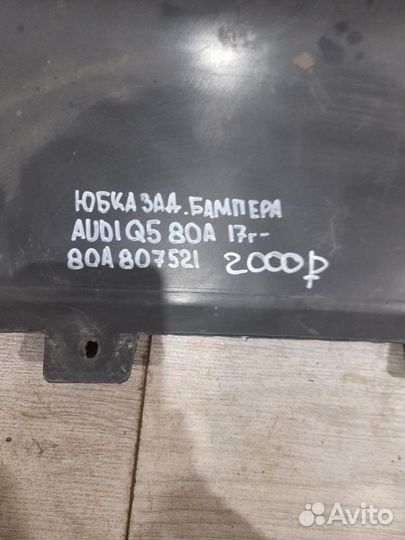 ЮБКА ЗАД. БАМПЕРА
AUDI Q5 80A 17г-
80A807521 2000₽
Avito